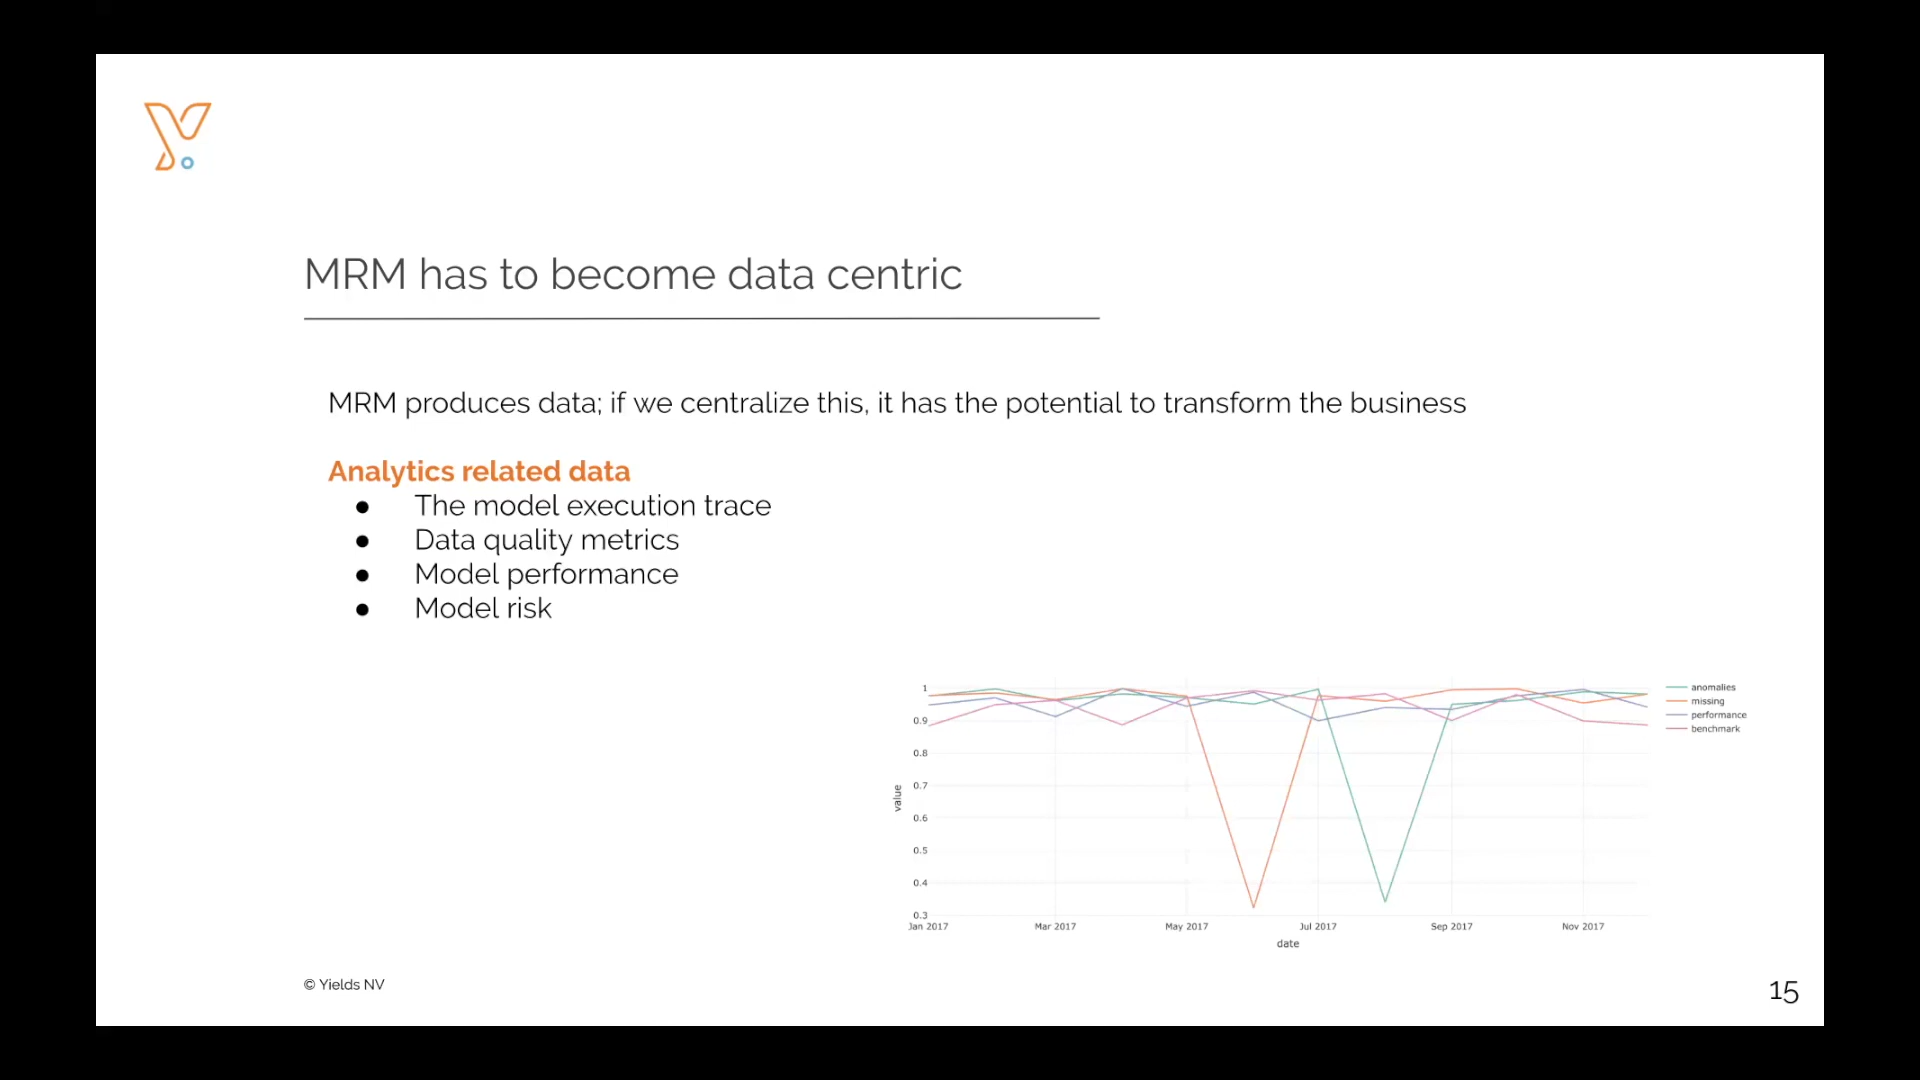 MRM has to become data centric
MRM produces data; if we centralize this, it has the potential to transform the business
Analytics related data
● The model execution trace
● Data quality metrics
● Model performance
● Model risk
1
0.9
0.8
0.7
0.6
0.5
0.4
0.3
value
Jan 2017 Mar 2017 May 2017 Jul 2017 Sep 2017 Nov 2017
date
anomalies
missing
performance
benchmark
© Yields NV
15